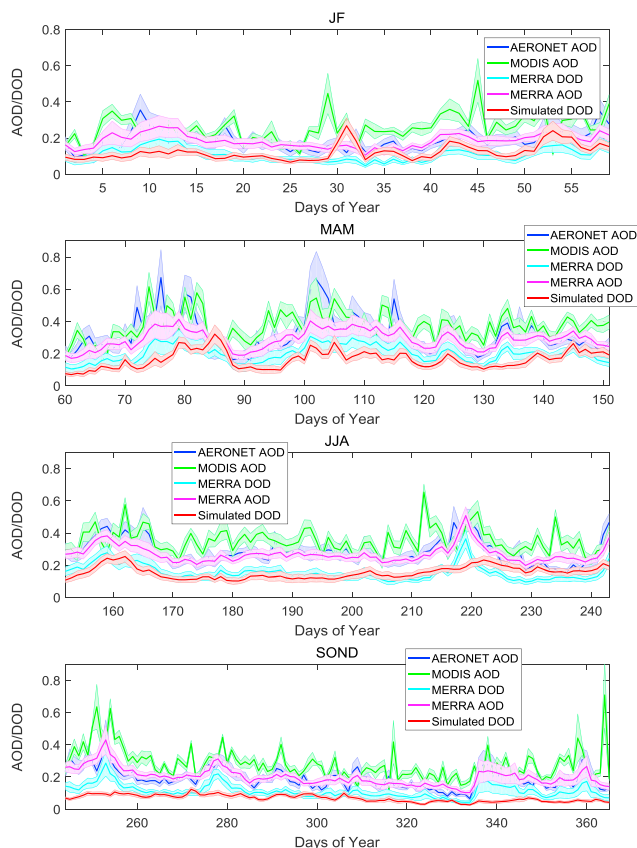 JF
0.8
0.6
0.4
0.2
0
AOD/DOD
AERONET AOD
MODIS AOD
MERRA DOD
MERRA AOD
Simulated DOD
5 10 15 20 25 30 35 40 45 50 55
Days of Year
MAM
0.8
0.6
0.4
0.2
0
AOD/DOD
AERONET AOD
MODIS AOD
MERRA DOD
MERRA AOD
Simulated DOD
60 70 80 90 100 110 120 130 140 150
Days of Year
JJA
0.8
0.6
0.4
0.2
0
AOD/DOD
AERONET AOD
MODIS AOD
MERRA DOD
MERRA AOD
Simulated DOD
160 170 180 190 200 210 220 230 240
Days of Year
SOND
0.8
0.6
0.4
0.2
0
AOD/DOD
AERONET AOD
MODIS AOD
MERRA DOD
MERRA AOD
Simulated DOD
260 280 300 320 340 360
Days of Year